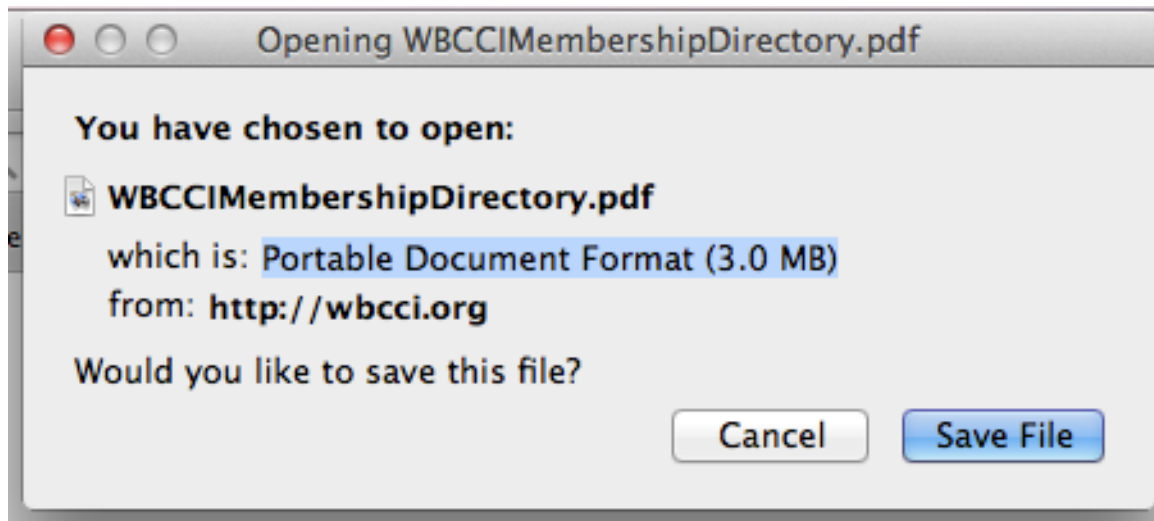 Opening WBCCIMembershipDirectory.pdf
You have chosen to open:
WBCCIMembershipDirectory.pdf
which is: Portable Document Format (3.0 MB)
from: http://wbcci.org
Would you like to save this file?
Cancel Save File